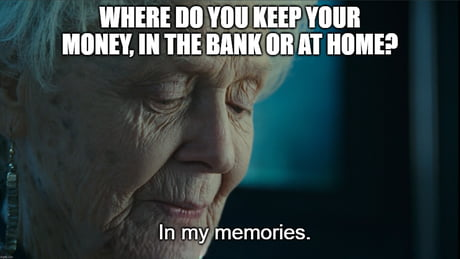 WHERE DO YOU KEEP YOUR
MONEY, IN THE BANK OR AT HOME?
In my memories.